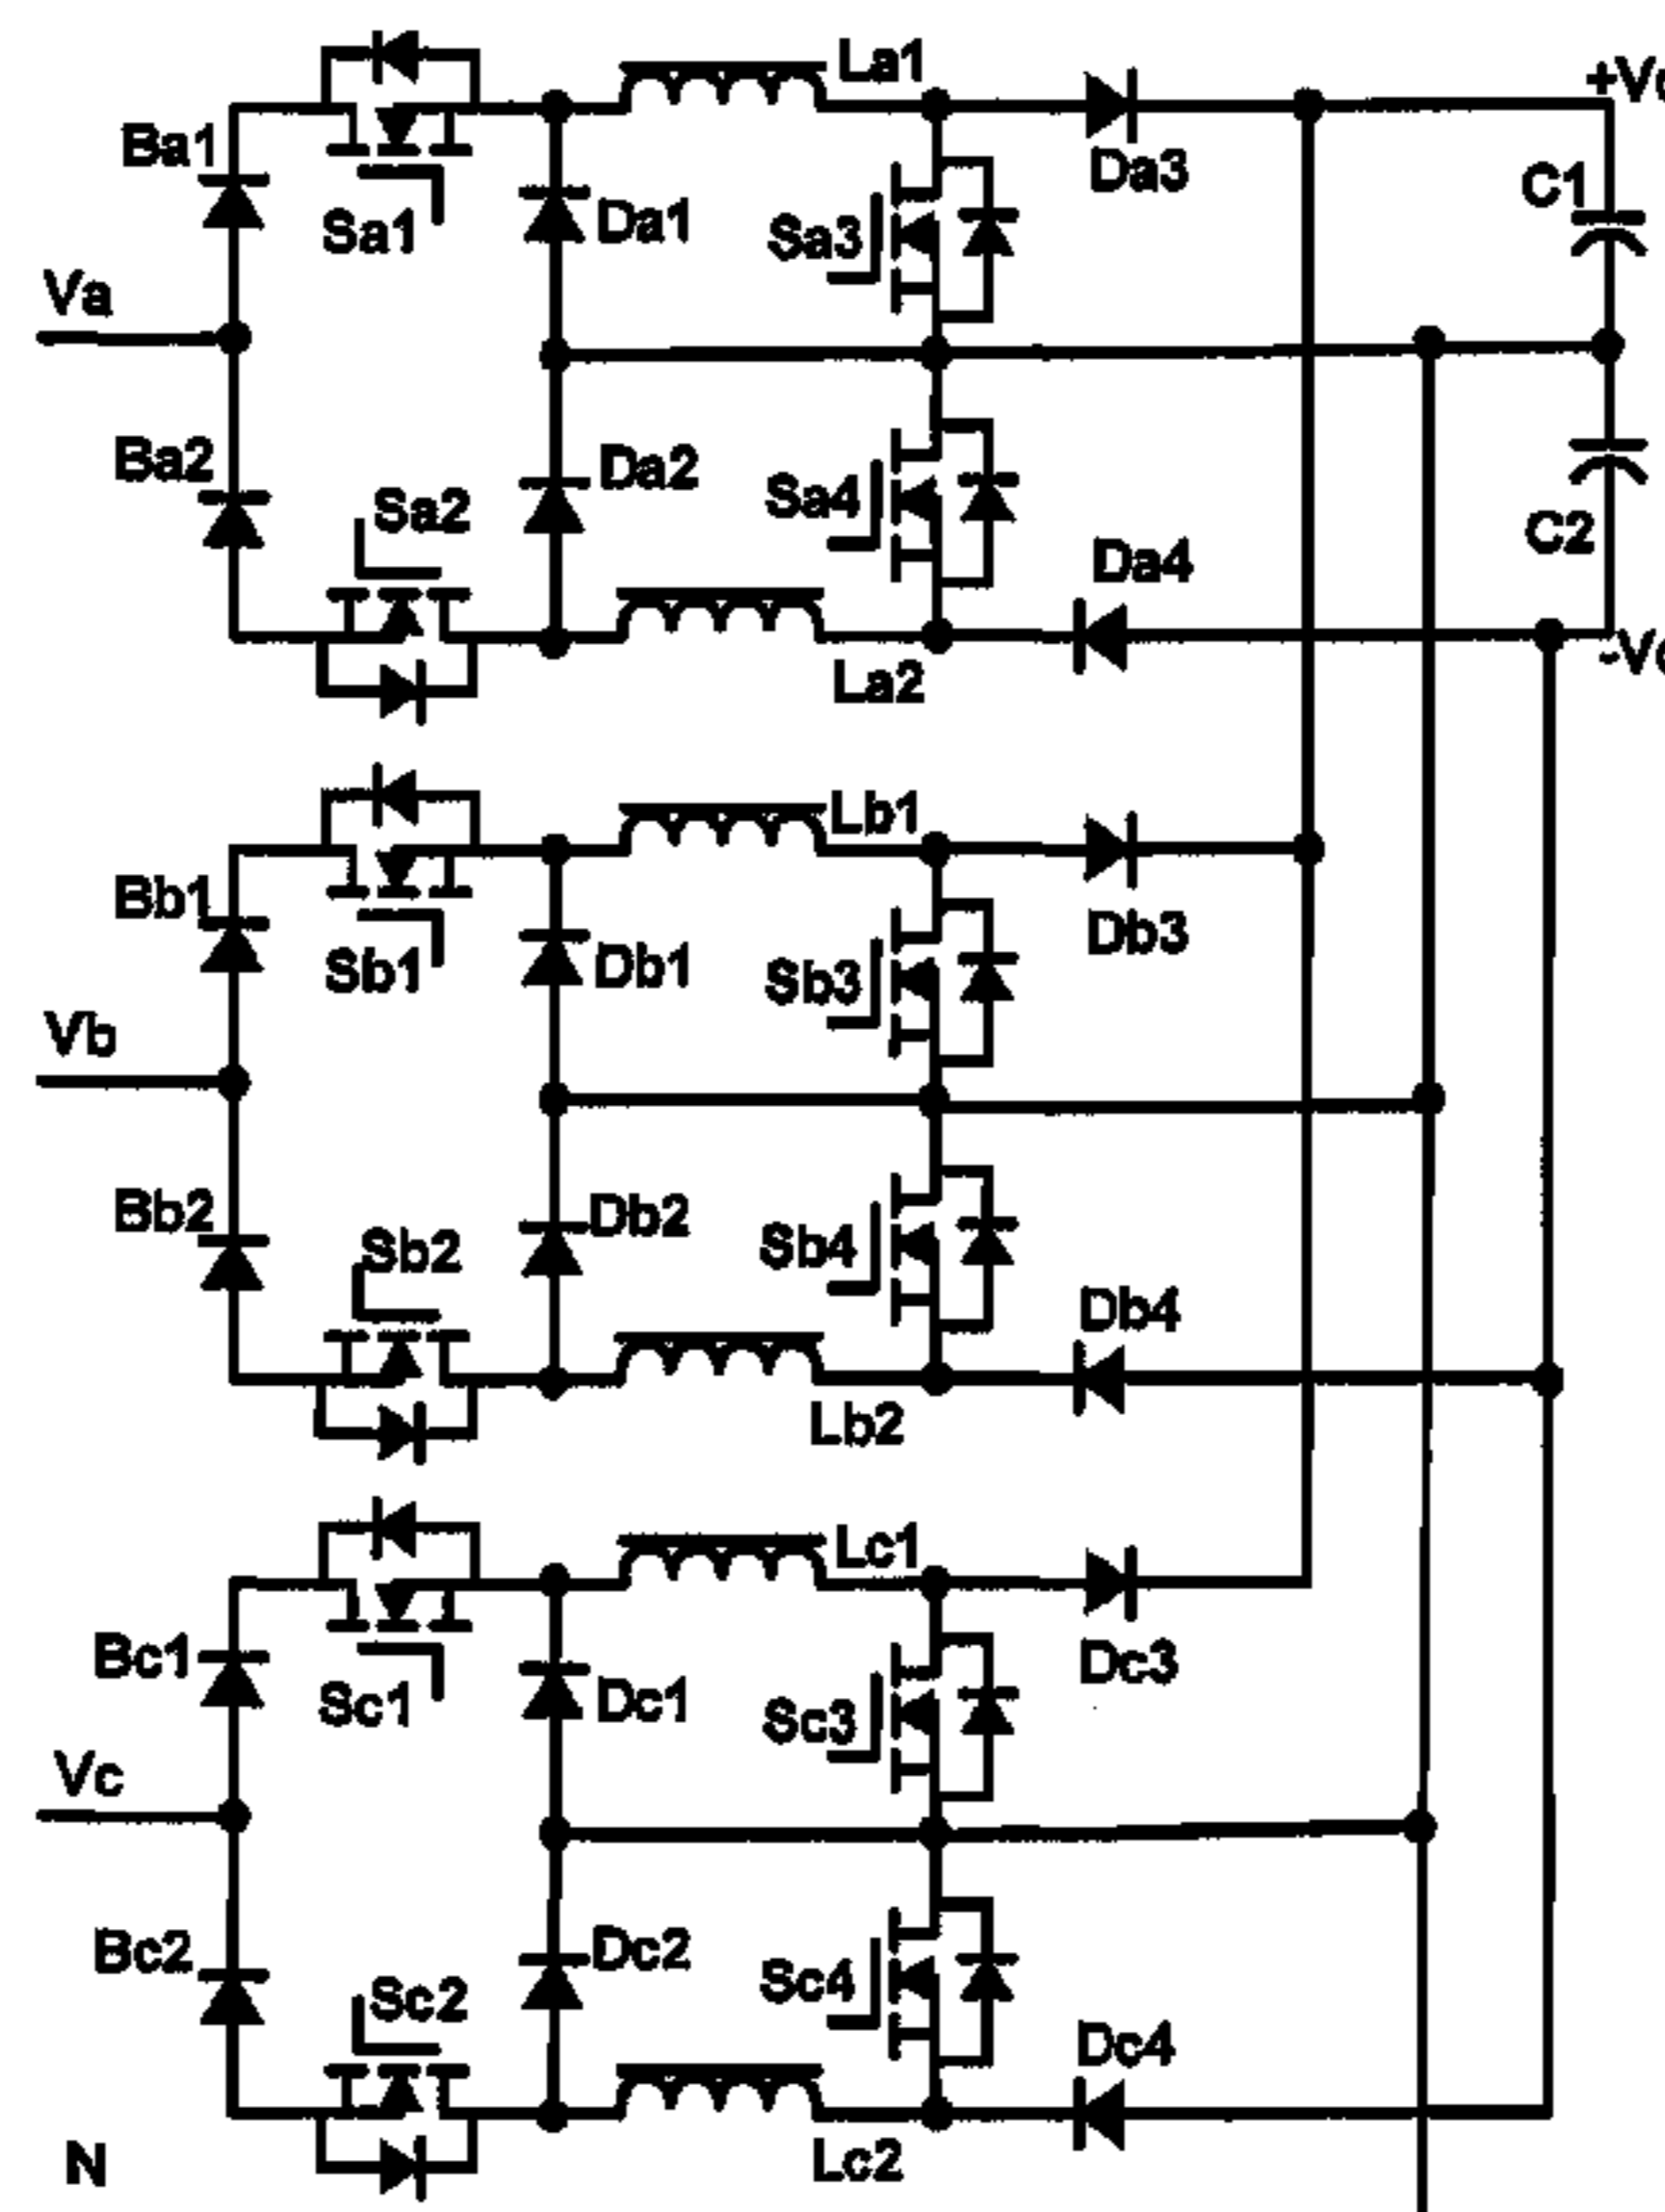 La1
+V
Ba1
Da3
C1
Sa1
Da1
Sa3
Va
Ba2
Da2
Sa2
Sa4
C2
Da4
-V
La2
Lb1
Bb1
Db3
Sb1
Db1
Sb3
Vb
Bb2
Db2
Sb2
Sb4
Db4
Lb2
Lc1
Bc1
Dc3
Sc1
Dc1
Sc3
Vc
Bc2
Dc2
Sc2
Sc4
Dc4
N
Lc2